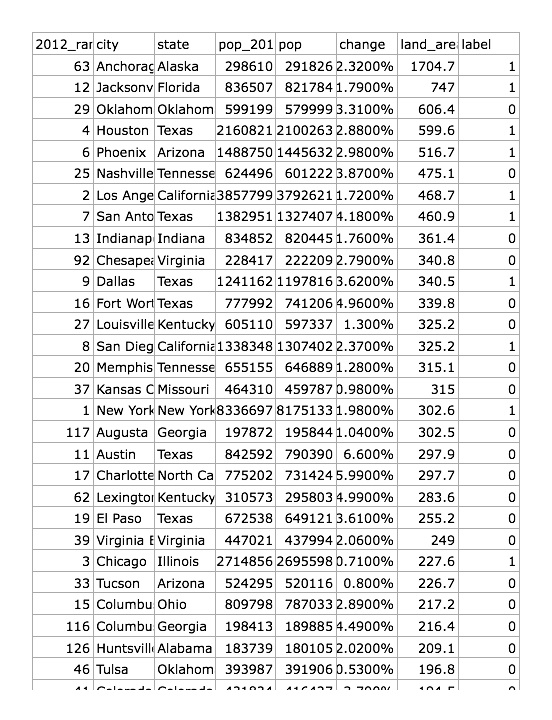 2012_rar city state pop_201 pop change land_are label
63 Anchorag Alaska 298610 291826 2.3200% 1704.7 1
12 Jacksonv Florida 836507 821784 1.7900% 747 1
29 Oklahom Oklahom 599199 579999 3.3100% 606.4 0
4 Houston Texas 2160821 2100263 2.8800% 599.6 1
6 Phoenix Arizona 1488750 1445632 2.9800% 516.7 1
25 Nashville Tennesse 624496 601222 3.8700% 475.1 0
2 Los Ange California 3857799 3792621 1.7200% 468.7 1
7 San Anto Texas 1382951 1327407 4.1800% 460.9 1
13 Indianap Indiana 834852 820445 1.7600% 361.4 0
92 Chesapea Virginia 228417 222209 2.7900% 340.8 0
9 Dallas Texas 1241162 1197816 3.6200% 340.5 1
16 Fort Wort Texas 777992 741206 4.9600% 339.8 0
27 Louisville Kentucky 605110 597337 1.300% 325.2 0
8 San Dieg California 1338348 1307402 2.3700% 325.2 1
20 Memphis Tennesse 655155 646889 1.2800% 315.1 0
37 Kansas C Missouri 464310 459787 0.9800% 315 0
1 New York New York 8336697 8175133 1.9800% 302.6 1
117 Augusta Georgia 197872 195844 1.0400% 302.5 0
11 Austin Texas 842592 790390 6.600% 297.9 0
17 Charlotte North Ca 775202 731424 5.9900% 297.7 0
62 Lexington Kentucky 310573 295803 4.9900% 283.6 0
19 El Paso Texas 672538 649121 3.6100% 255.2 0
39 Virginia B Virginia 447021 437994 2.0600% 249 0
3 Chicago Illinois 2714856 2695598 0.7100% 227.6 1
33 Tucson Arizona 524295 520116 0.800% 226.7 0
15 Columbu Ohio 809798 787033 2.8900% 217.2 0
116 Columbu Georgia 198413 189885 4.4900% 216.4 0
126 Huntsvill Alabama 183739 180105 2.0200% 209.1 0
46 Tulsa Oklahom 393987 391906 0.5300% 196.8 0